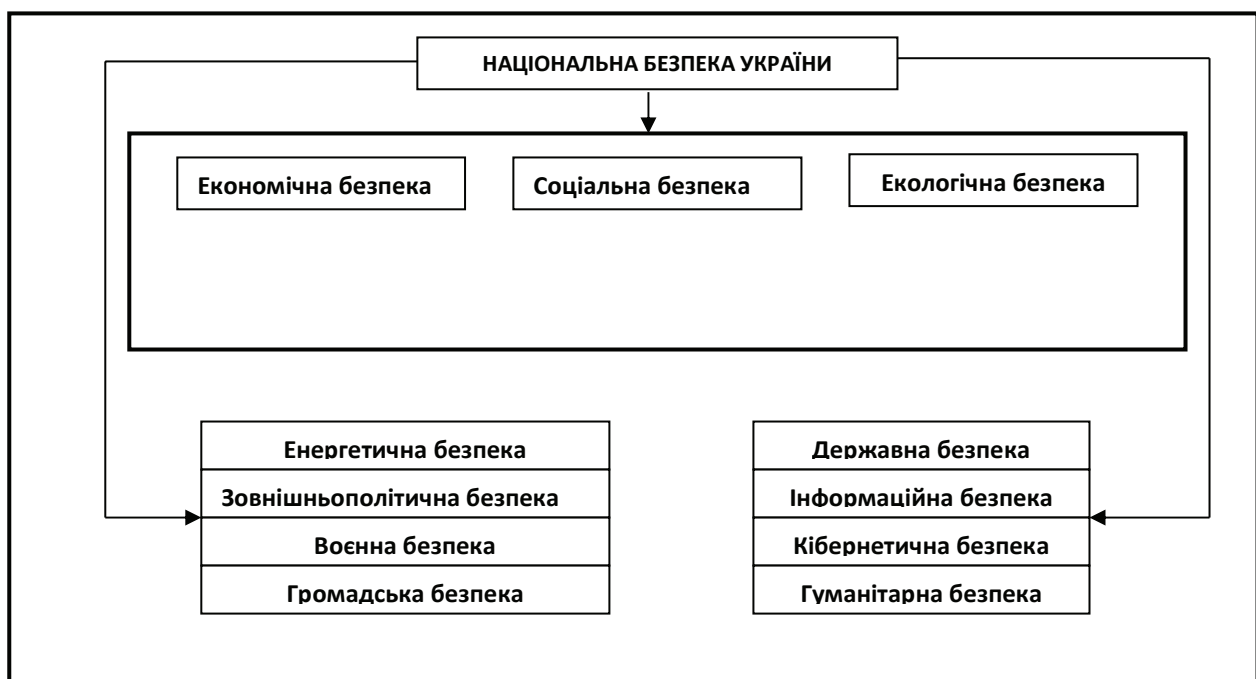 НАЦІОНАЛЬНА БЕЗПЕКА УКРАЇНИ
Економічна безпека
Соціальна безпека
Екологічна безпека
Енергетична безпека
Зовнішньополітична безпека
Воєнна безпека
Громадська безпека
Державна безпека
Інформаційна безпека
Кібернетична безпека
Гуманітарна безпека